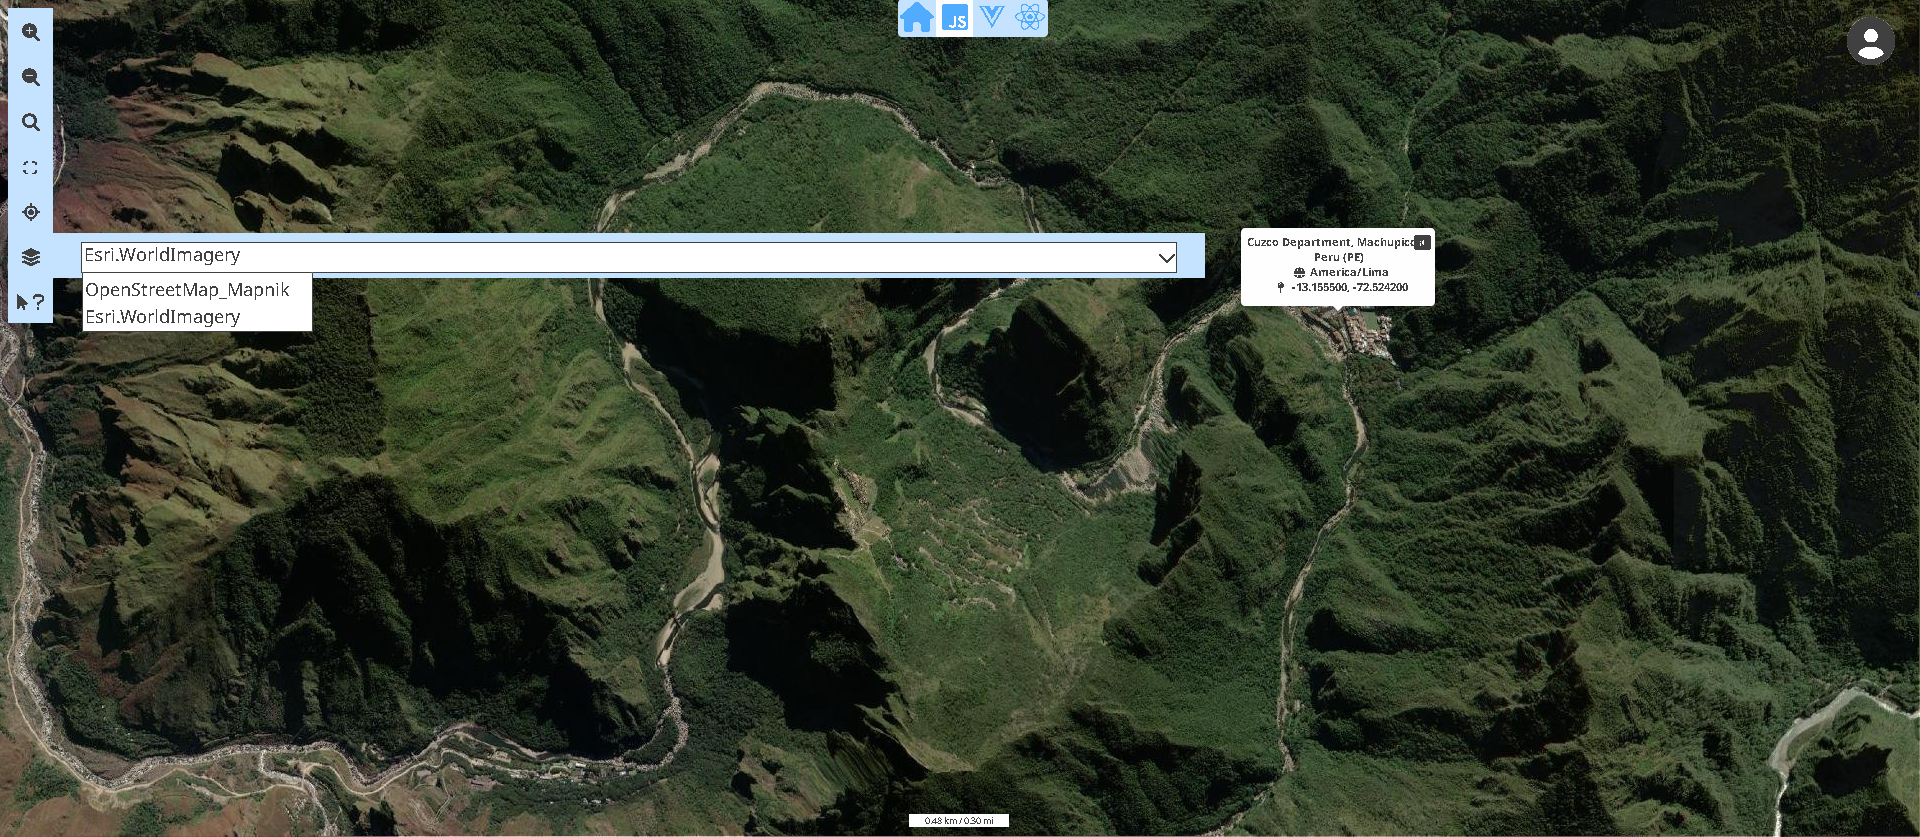 JS
Esri.WorldImagery
OpenStreetMap_Mapnik
Esri.WorldImagery
?
Cuzco Department,
Peru (PE)
America/Lima
-13.155500, -72.524200
0.48 km / 0.30 mi